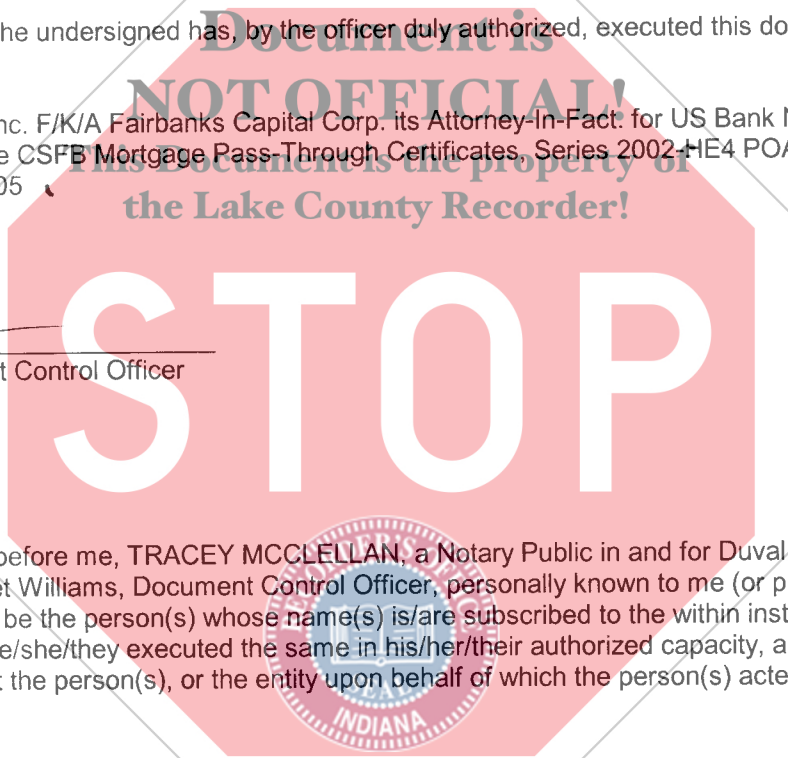 he undersigned has, by the officer duly authorized, executed this do
Document is
NOT OFFICIAL!
nc. F/K/A Fairbanks Capital Corp. its Attorney-In-Fact. for US Bank N
e CSFB Mortgage Pass-Through Certificates, Series 2002-HE4 POA
This Document is the property of
05
the Lake County Recorder!
STOP
t Control Officer
before me, TRACEY MCCLELLAN, a Notary Public in and for Duval
et Williams, Document Control Officer, personally known to me (or p
be the person(s) whose name(s) is/are subscribed to the within inst
e/she/they executed the same in his/her/their authorized capacity, a
t the person(s), or the entity upon behalf of which the person(s) acte
SEAL
INDIANA